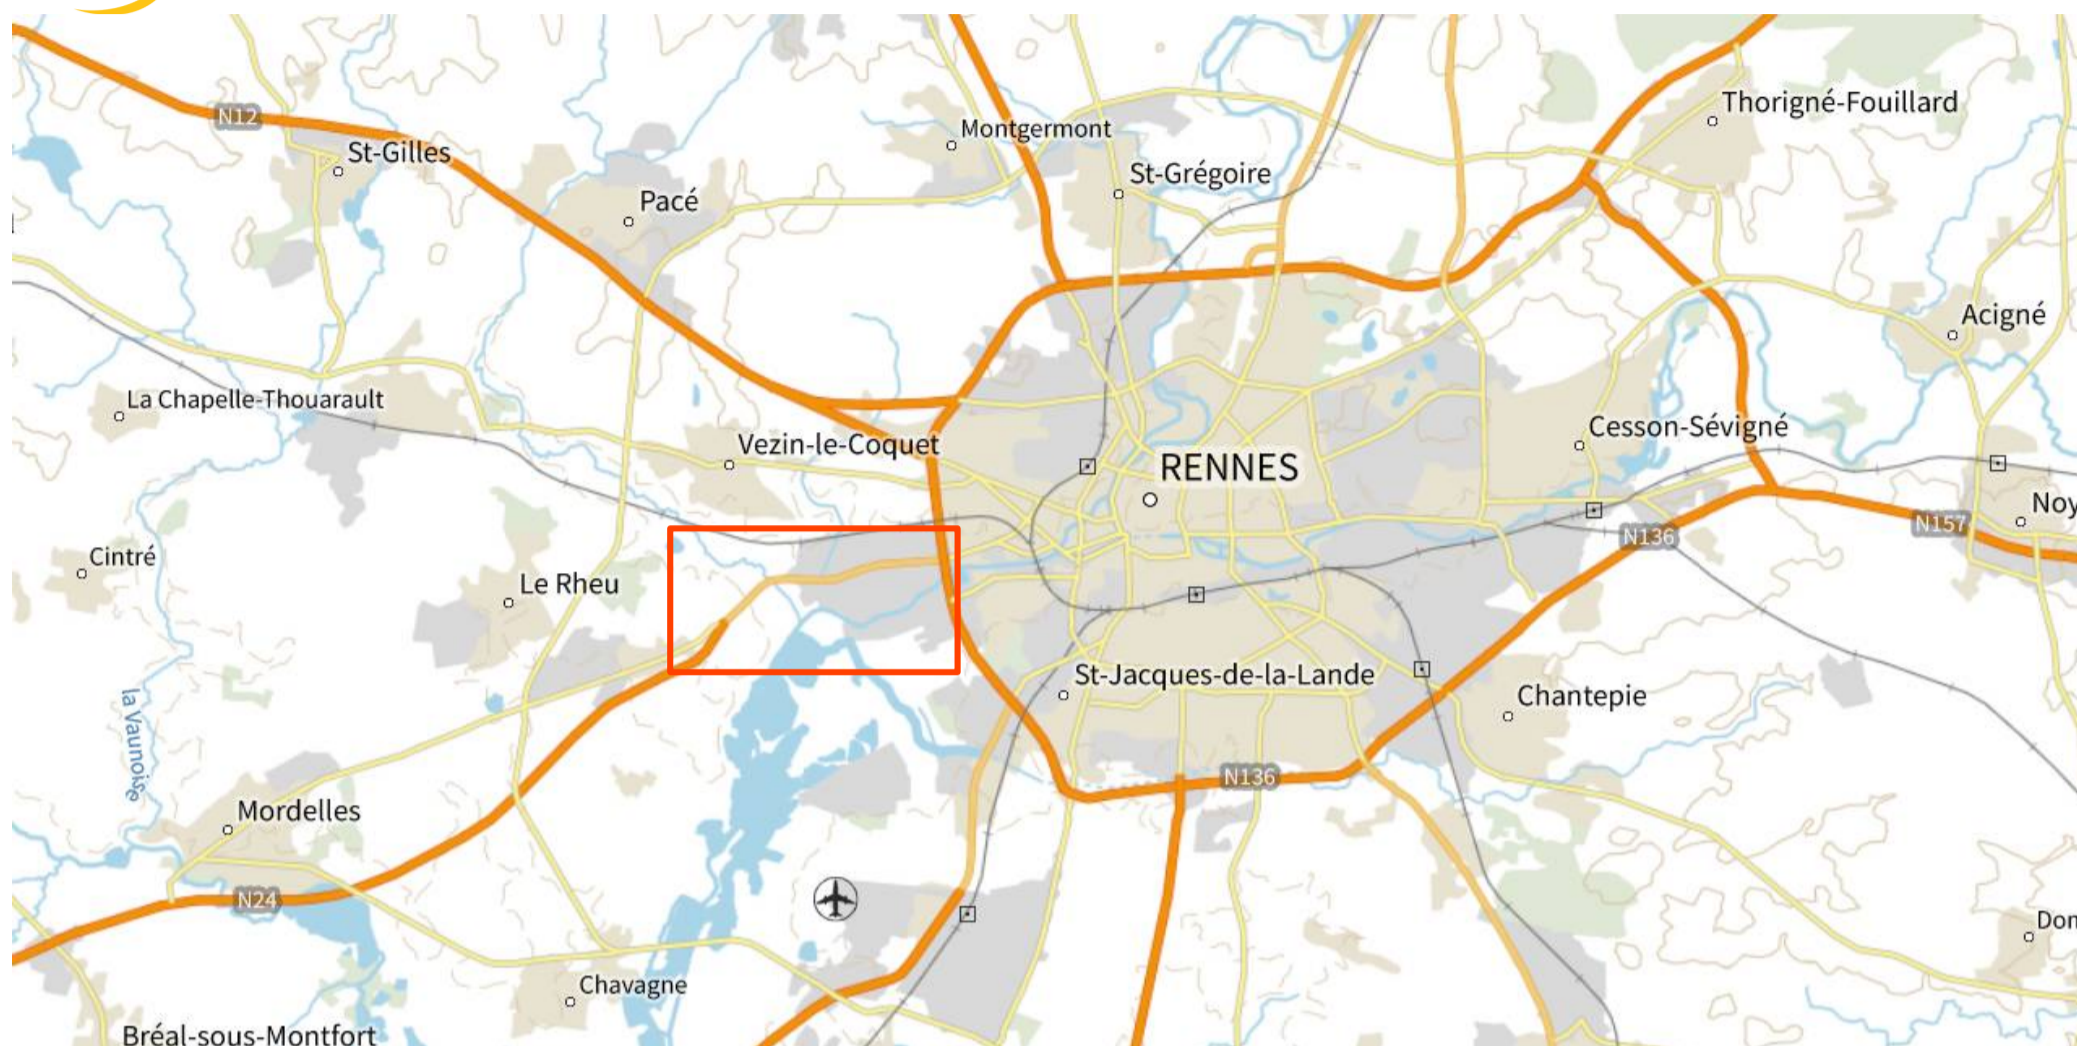 Thorigné-Fouillard
N12
Montgermont
St-Gilles
St-Grégoire
Pacé
Acigné
La Chapelle-Thouarault
Cesson-Sévigné
Vezin-le-Coquet
RENNES
Noy
N157
N136
Cintré
Le Rheu
St-Jacques-de-la-Lande
Chantepie
la Vaunoise
N136
Mordelles
N24
Don
Chavagne
Bréal-sous-Montfort